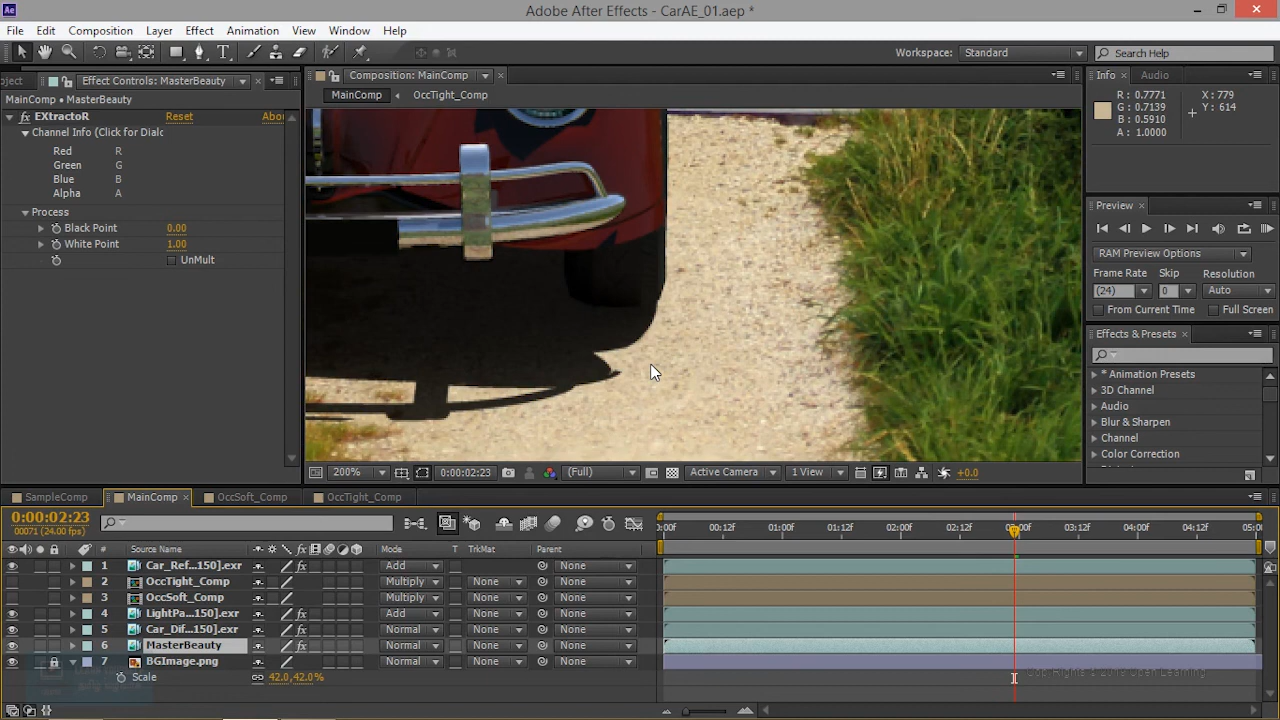 Adobe After Effects - CarAE_01.aep *
File Edit Composition Layer Effect Animation View Window Help
Workspace: Standard Search Help
oject Effect Controls: MasterBeauty Composition: MainComp Info Audio
MainComp • MasterBeauty MainComp OccTight_Comp
EXtractoR Reset Abou
Channel Info (Click for Dialc
Red R
Green G
Blue B
Alpha A
Process
Black Point 0.00
White Point 1.00
UnMult
R : 0.7771 X : 779
G : 0.7139 Y : 614
B : 0.5910
A : 1.0000
Preview
RAM Preview Options
Frame Rate Skip Resolution
(24) 0 Auto
From Current Time Full Screen
Effects & Presets
* Animation Presets
3D Channel
Audio
Blur & Sharpen
Channel
Color Correction
200% 0:00:02:23 (Full) Active Camera 1 View +0.0
SampleComp MainComp OccSoft_Comp OccTight_Comp
0:00:02:23
00071 (24.00 fps)
:00f 00:12f 01:00f 01:12f 02:00f 02:12f 03:00f 03:12f 04:00f 04:12f 05:0
# Source Name Mode T TrkMat Parent
1 Car_Ref...150].exr Add None
2 OccTight_Comp Multiply None None
3 OccSoft_Comp Multiply None None
4 LightPa...150].exr Add None None
5 Car_Dif...150].exr Normal None None
6 MasterBeauty Normal None None
7 BGImage.png Normal None None
Scale 42.0,42.0%